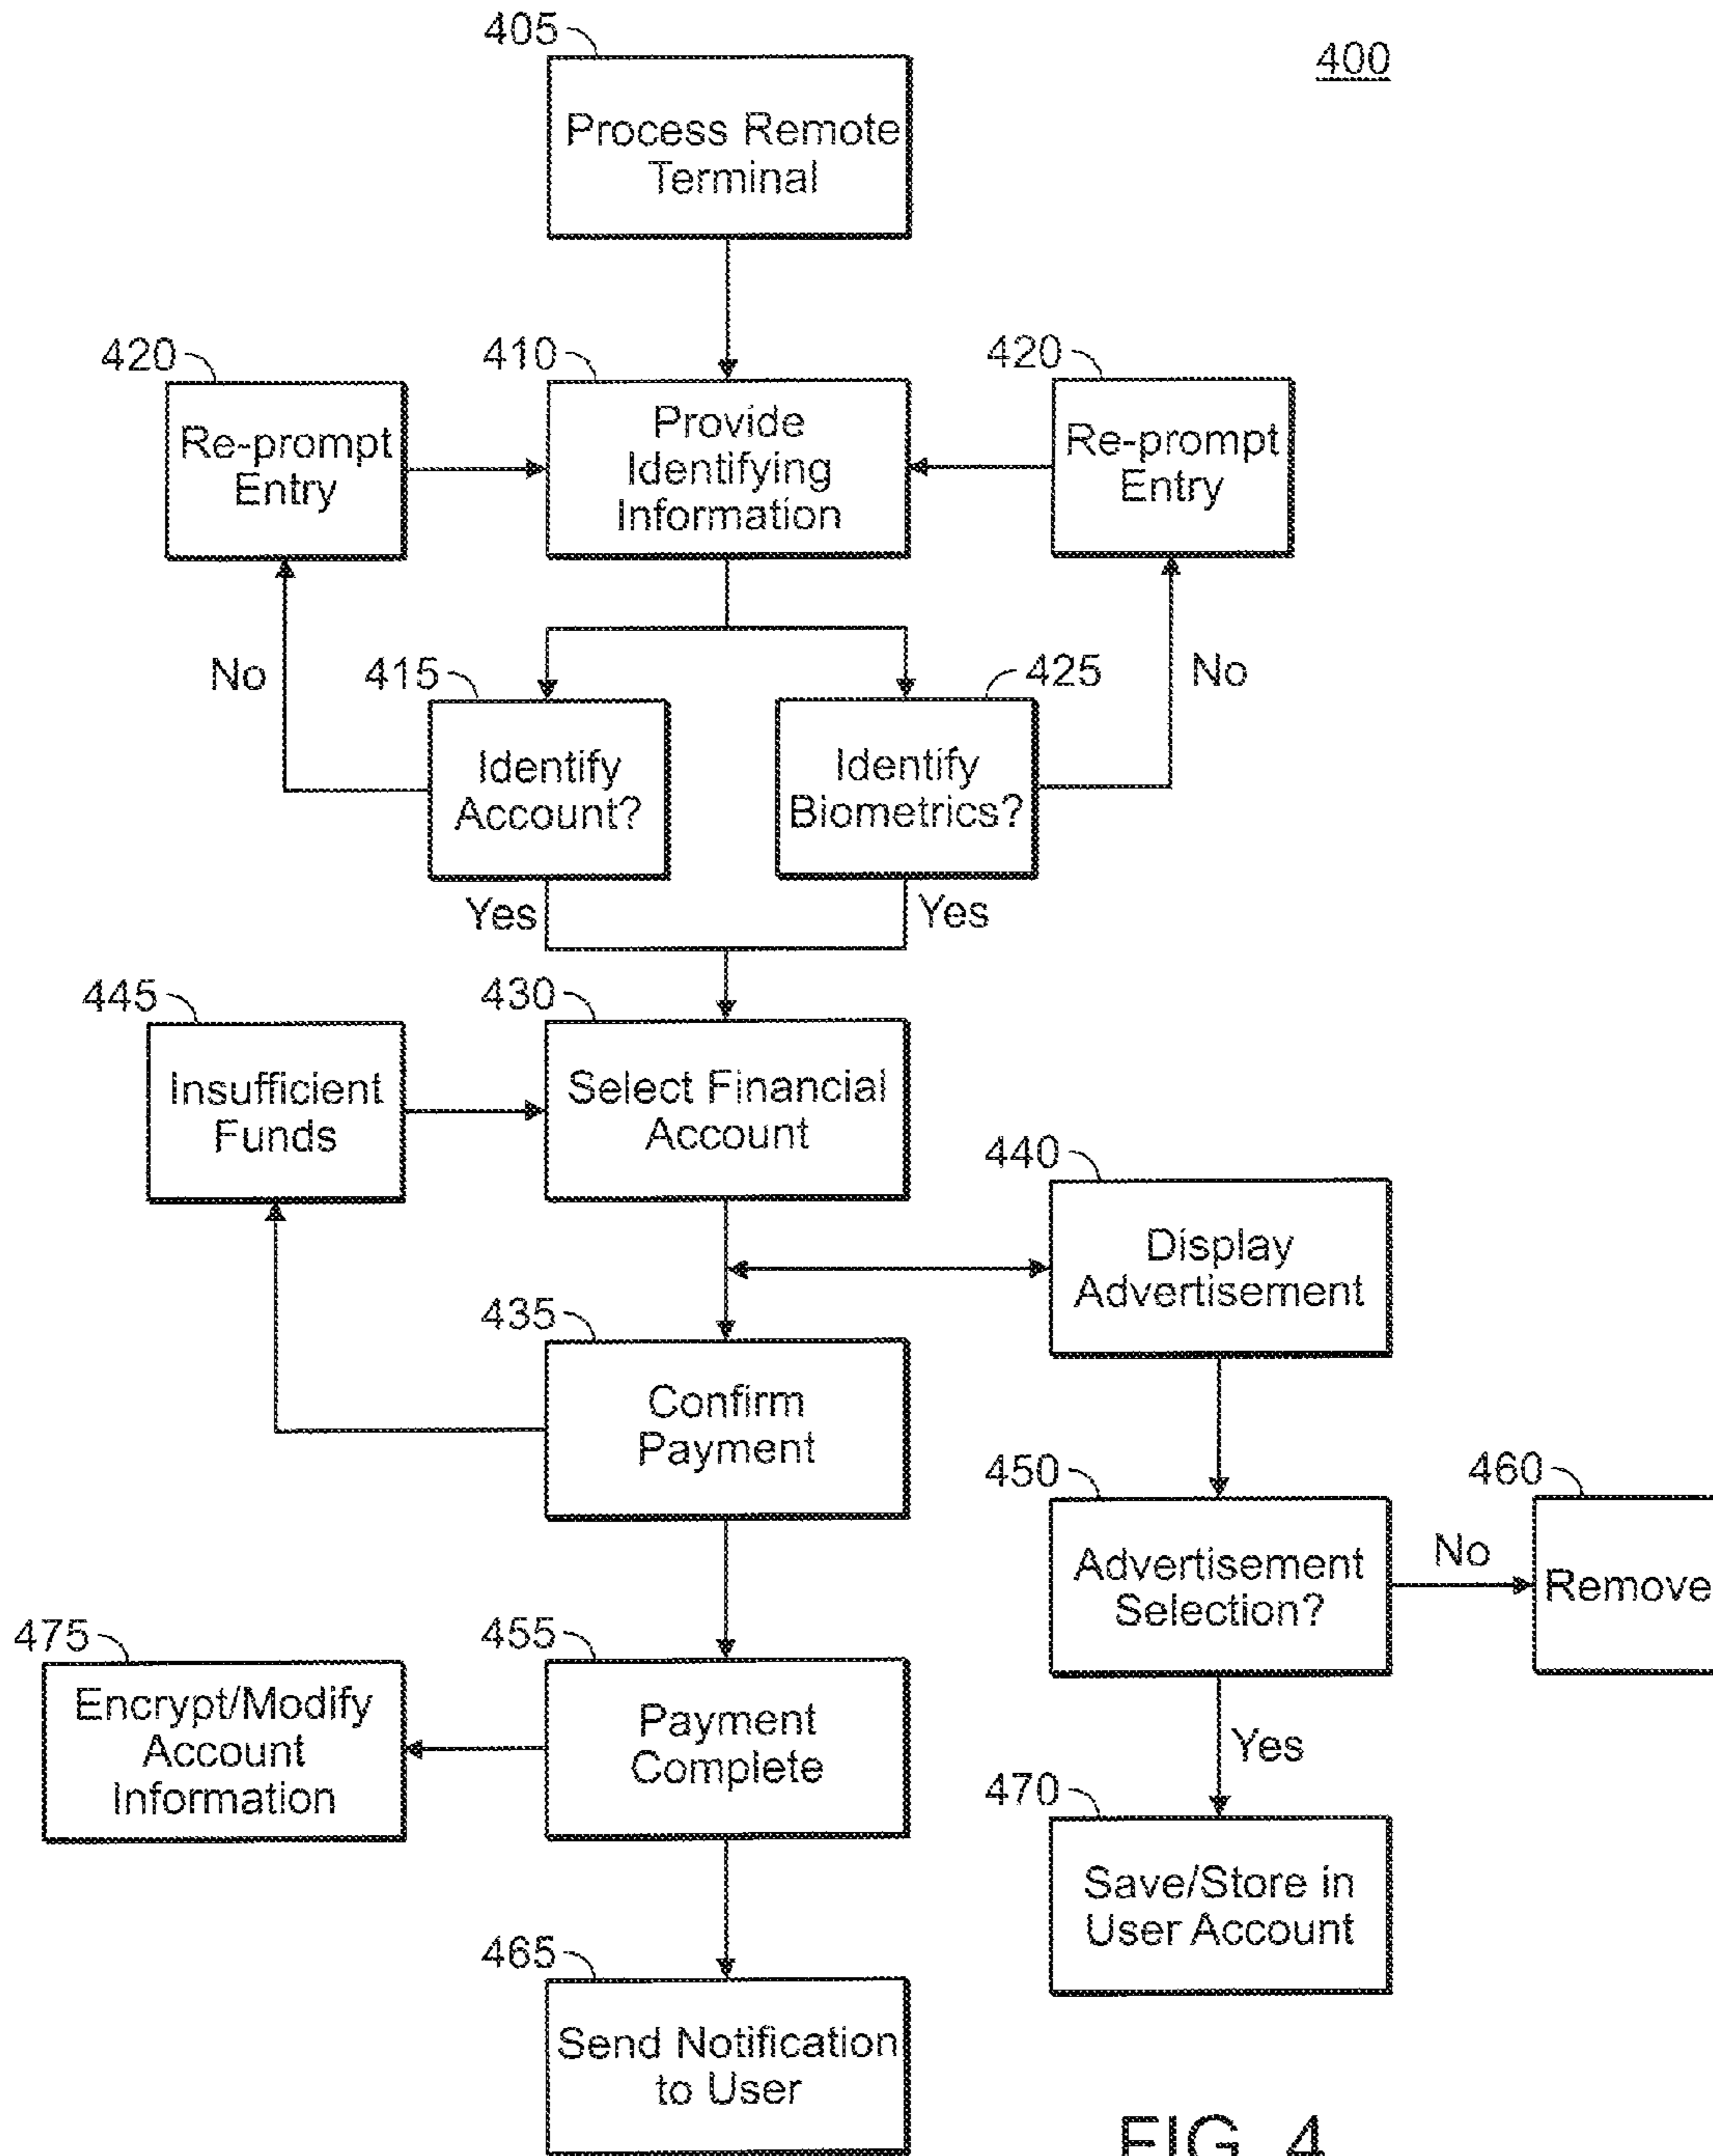 405
400
Process Remote
Terminal
420
410
420
Re-prompt
Entry
Provide
Identifying
Information
Re-prompt
Entry
No
415
425
No
Identify
Account?
Identify
Biometrics?
Yes
Yes
445
430
Insufficient
Funds
Select Financial
Account
440
Display
Advertisement
435
Confirm
Payment
450
460
Advertisement
Selection?
No
Remove
475
455
Encrypt/Modify
Account
Information
Payment
Complete
Yes
470
Save/Store in
User Account
465
Send Notification
to User
FIG. 4